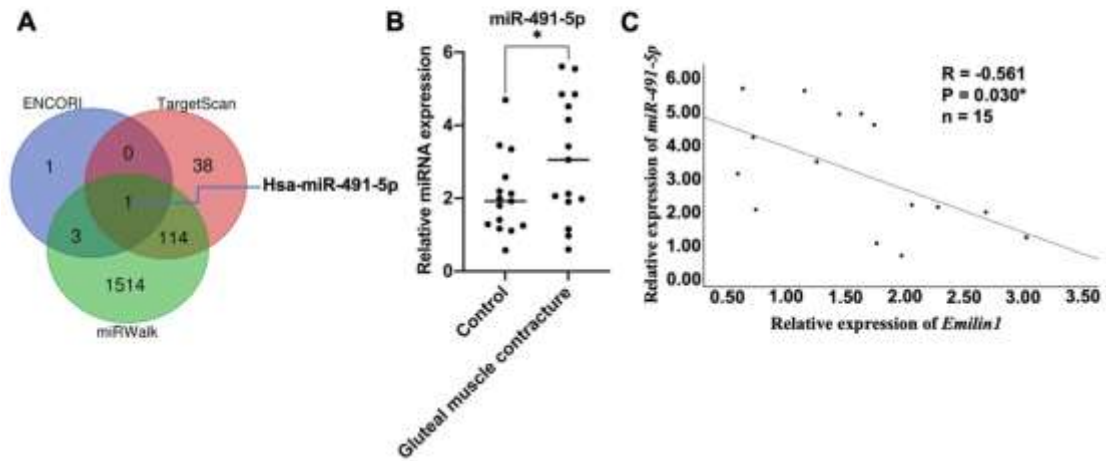 A
ENCORI
TargetScan
1
0
38
1
Hsa-miR-491-5p
3
114
1514
miRWalk
B
miR-491-5p
*
Relative miRNA expression
6
4
2
0
Control
Gluteal muscle contracture
C
R = -0.561
P = 0.030*
n = 15
Relative expression of miR-491-5p
6.00
5.00
4.00
3.00
2.00
1.00
0.00
0.50 1.00 1.50 2.00 2.50 3.00 3.50
Relative expression of Emilin1